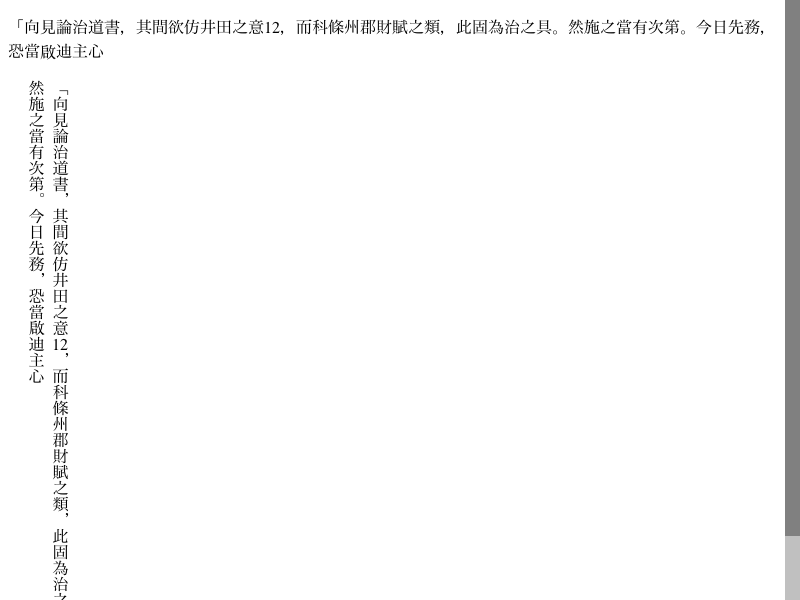 「向見論治道書，其間欲仿井田之意12，而科條州郡財賦之類，此固為治之具。然施之當有次第。今日先務，
恐當啟迪主心
「向見論治道書，其間欲仿井田之意12，而科條州郡財賦之類，此固為治之
然施之當有次第。今日先務，恐當啟迪主心